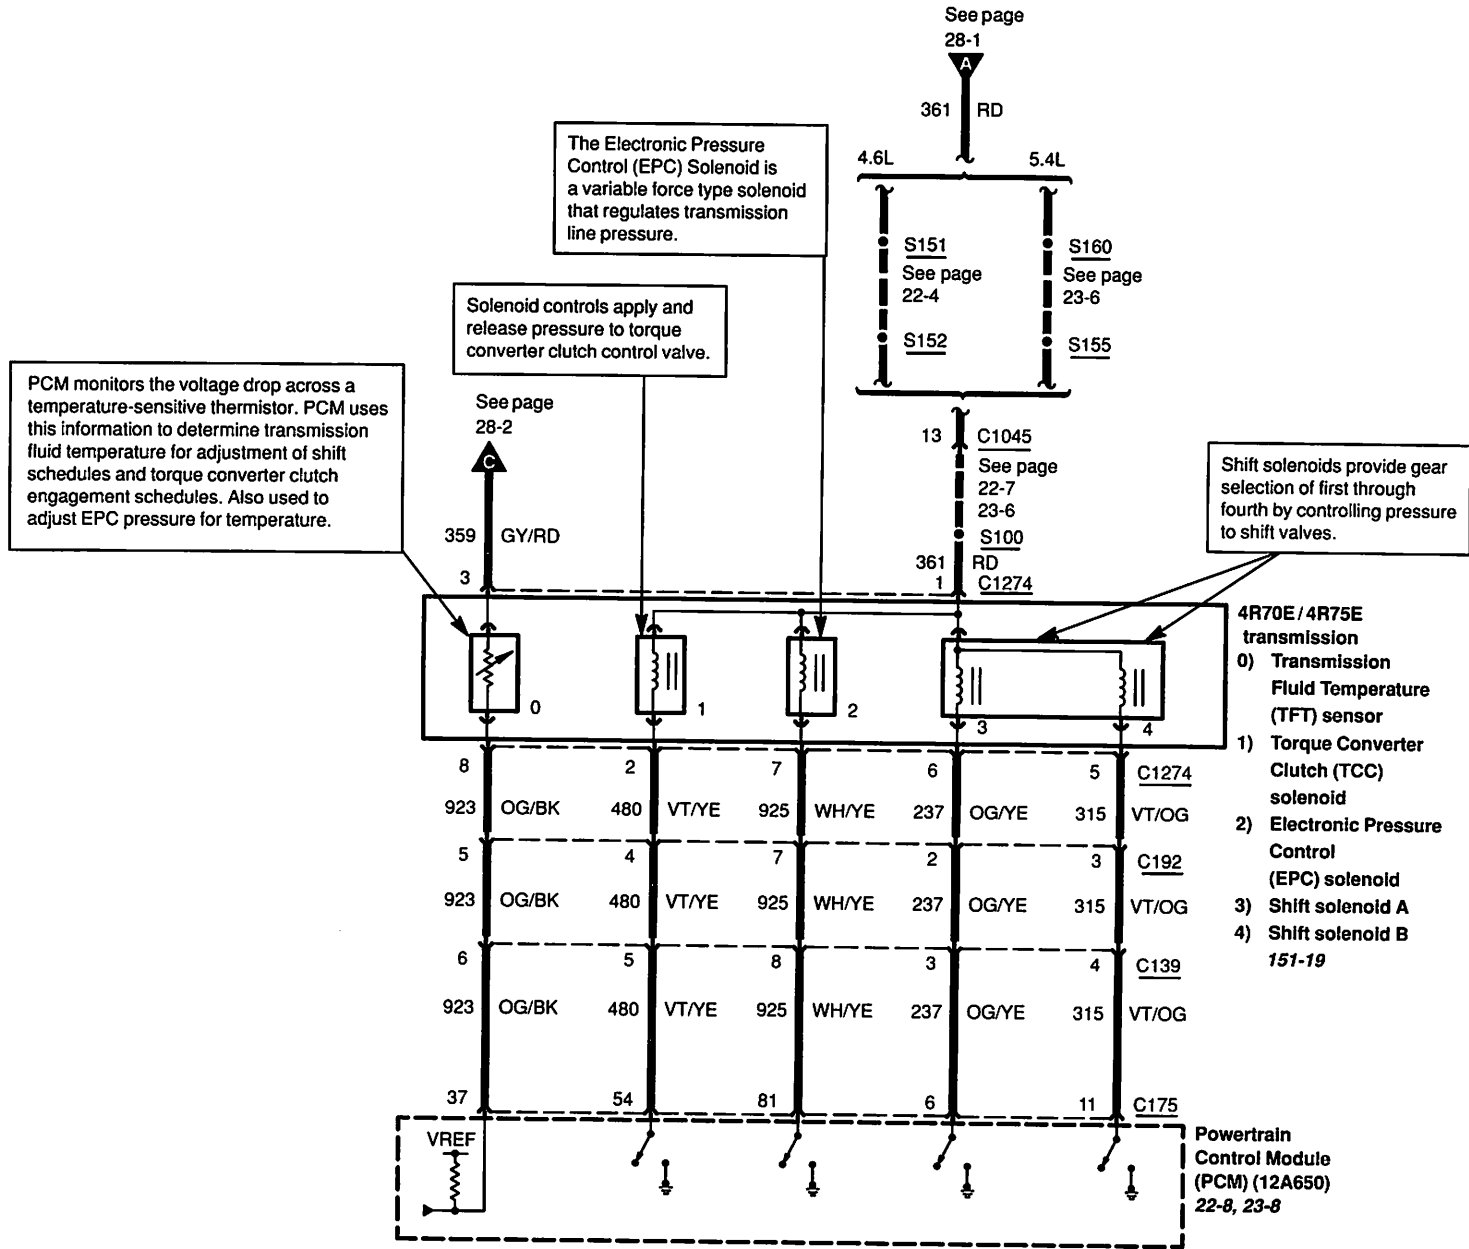 See page
28-1
A
361 RD
4.6L 5.4L
The Electronic Pressure
Control (EPC) Solenoid is
a variable force type solenoid
that regulates transmission
line pressure.
S151
See page
22-4
S152
S160
See page
23-6
S155
Solenoid controls apply and
release pressure to torque
converter clutch control valve.
PCM monitors the voltage drop across a
temperature-sensitive thermistor. PCM uses
this information to determine transmission
fluid temperature for adjustment of shift
schedules and torque converter clutch
engagement schedules. Also used to
adjust EPC pressure for temperature.
See page
28-2
C
359 GY/RD
3
13 C1045
See page
22-7
23-6
S100
361 RD
1 C1274
Shift solenoids provide gear
selection of first through
fourth by controlling pressure
to shift valves.
0 1 2 3 4
4R70E/4R75E
transmission
0) Transmission
Fluid Temperature
(TFT) sensor
1) Torque Converter
Clutch (TCC)
solenoid
2) Electronic Pressure
Control
(EPC) solenoid
3) Shift solenoid A
4) Shift solenoid B
151-19
8 2 7 6 5 C1274
923 OG/BK 480 VT/YE 925 WH/YE 237 OG/YE 315 VT/OG
5 4 7 2 3 C192
923 OG/BK 480 VT/YE 925 WH/YE 237 OG/YE 315 VT/OG
6 5 8 3 4 C139
923 OG/BK 480 VT/YE 925 WH/YE 237 OG/YE 315 VT/OG
37 54 81 6 11 C175
VREF
Powertrain
Control Module
(PCM) (12A650)
22-8, 23-8